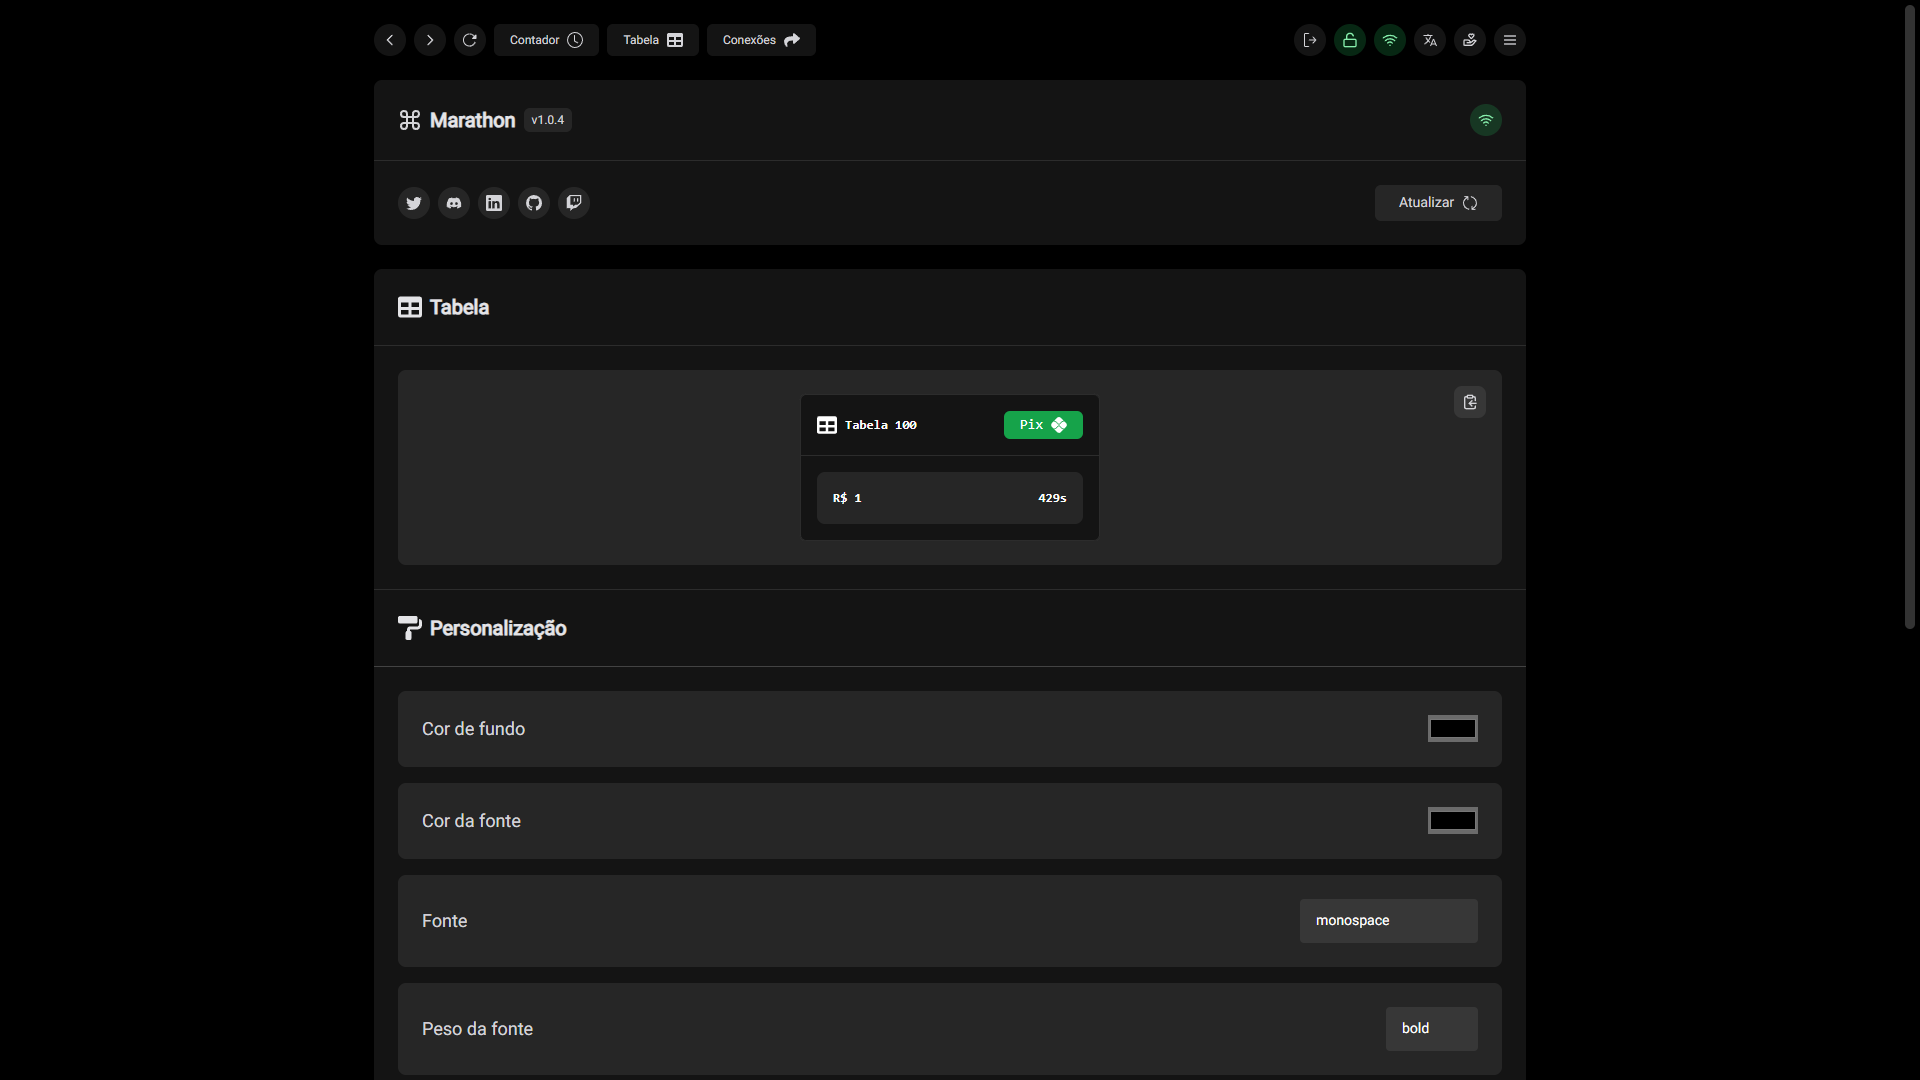 Contador
Tabela
Conexões
Marathon
v1.0.4
Atualizar
Tabela
Tabela 100
Pix
R$ 1
429s
Personalização
Cor de fundo
Cor da fonte
Fonte
monospace
Peso da fonte
bold